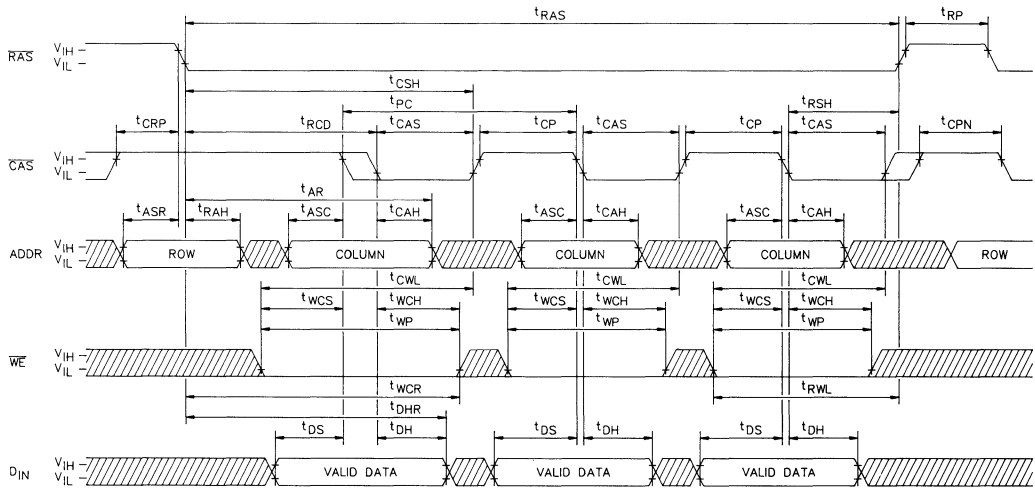 tRAS tRP
RAS VIH
VIL
tCSH
tPC tRSH
tCRP tRCD tCAS tCP tCAS tCP tCAS tCPN
CAS VIH
VIL
tAR
tASR tRAH tASC tCAH tASC tCAH tASC tCAH
ADDR VIH
VIL
ROW COLUMN COLUMN COLUMN ROW
tCWL tCWL tCWL
tWCS tWCH tWCS tWCH tWCS tWCH
tWP tWP tWP
WE VIH
VIL
tWCR tRWL
tDHR
tDS tDH tDS tDH tDS tDH
DIN VIH
VIL
VALID DATA VALID DATA VALID DATA